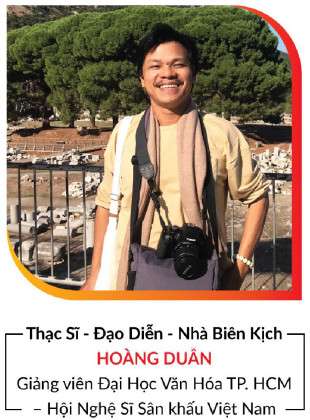 Thạc Sĩ - Đạo Diễn - Nhà Biên Kịch
HOÀNG DUÂN
Giảng viên Đại Học Văn Hóa TP. HCM
– Hội Nghệ Sĩ Sân khấu Việt Nam